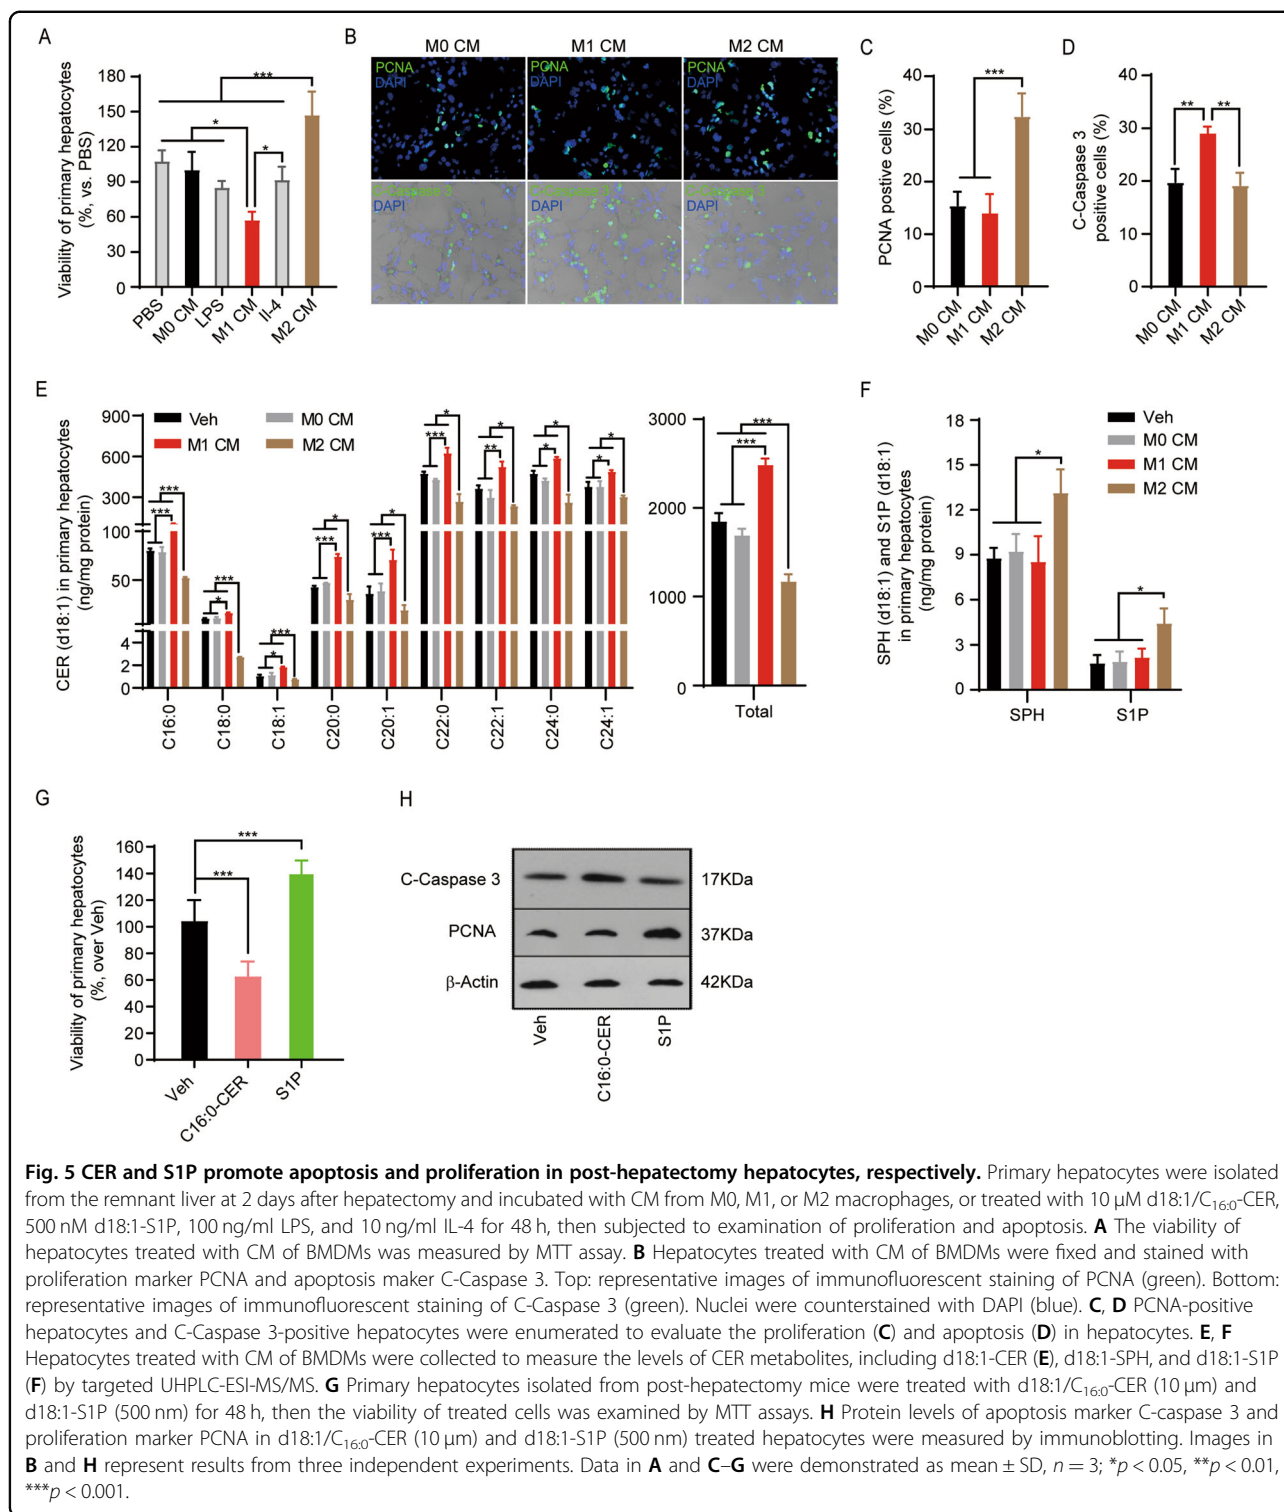 A
Viability of primary hepatocytes
(%, vs. PBS)
180
150
120
90
60
30
0
***
*
*
PBS
M0 CM
LPS
M1 CM
Il-4
M2 CM
B
M0 CM
M1 CM
M2 CM
PCNA
DAPI
PCNA
DAPI
PCNA
DAPI
C-Caspase 3
DAPI
C-Caspase 3
DAPI
C-Caspase 3
DAPI
C
PCNA postive cells (%)
40
30
20
10
0
***
M0 CM
M1 CM
M2 CM
D
C-Caspase 3
positive cells (%)
40
30
20
10
0
**
**
M0 CM
M1 CM
M2 CM
E
CER (d18:1) in primary hepatocytes
(ng/mg protein)
Veh
M0 CM
M1 CM
M2 CM
900
600
300
100
50
4
2
0
***
***
***
*
***
*
*
***
*
***
*
***
*
**
*
*
*
*
C16:0
C18:0
C18:1
C20:0
C20:1
C22:0
C22:1
C24:0
C24:1
3000
2000
1000
0
***
***
Total
F
SPH (d18:1) and S1P (d18:1)
in primary hepatocytes
(ng/mg protein)
18
15
12
9
6
3
0
Veh
M0 CM
M1 CM
M2 CM
*
*
SPH
S1P
G
Viability of primary hepatocytes
(%, over Veh)
160
140
120
100
80
60
40
20
0
***
***
Veh
C16:0-CER
S1P
H
C-Caspase 3
17KDa
PCNA
37KDa
β-Actin
42KDa
Veh
C16:0-CER
S1P
Fig. 5 CER and S1P promote apoptosis and proliferation in post-hepatectomy hepatocytes, respectively. Primary hepatocytes were isolated
from the remnant liver at 2 days after hepatectomy and incubated with CM from M0, M1, or M2 macrophages, or treated with 10 μM d18:1/C16:0-CER,
500 nM d18:1-S1P, 100 ng/ml LPS, and 10 ng/ml IL-4 for 48 h, then subjected to examination of proliferation and apoptosis. A The viability of
hepatocytes treated with CM of BMDMs was measured by MTT assay. B Hepatocytes treated with CM of BMDMs were fixed and stained with
proliferation marker PCNA and apoptosis maker C-Caspase 3. Top: representative images of immunofluorescent staining of PCNA (green). Bottom:
representative images of immunofluorescent staining of C-Caspase 3 (green). Nuclei were counterstained with DAPI (blue). C, D PCNA-positive
hepatocytes and C-Caspase 3-positive hepatocytes were enumerated to evaluate the proliferation (C) and apoptosis (D) in hepatocytes. E, F
Hepatocytes treated with CM of BMDMs were collected to measure the levels of CER metabolites, including d18:1-CER (E), d18:1-SPH, and d18:1-S1P
(F) by targeted UHPLC-ESI-MS/MS. G Primary hepatocytes isolated from post-hepatectomy mice were treated with d18:1/C16:0-CER (10 μm) and
d18:1-S1P (500 nm) for 48 h, then the viability of treated cells was examined by MTT assays. H Protein levels of apoptosis marker C-caspase 3 and
proliferation marker PCNA in d18:1/C16:0-CER (10 μm) and d18:1-S1P (500 nm) treated hepatocytes were measured by immunoblotting. Images in
B and H represent results from three independent experiments. Data in A and C–G were demonstrated as mean ± SD, n = 3; *p < 0.05, **p < 0.01,
***p < 0.001.